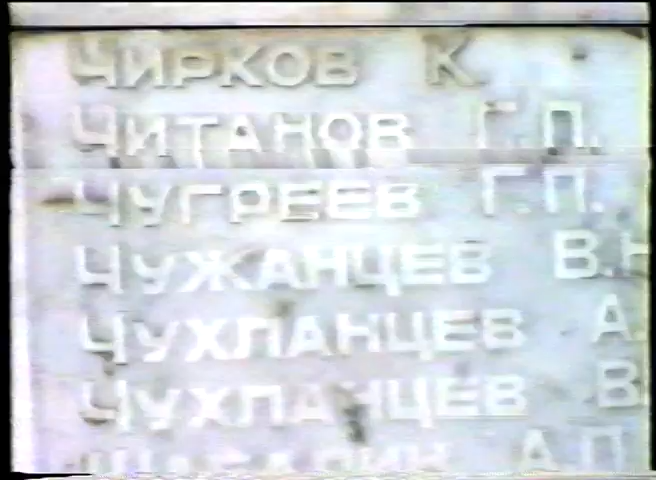 ЧИРКОВ К
ЧИТАНОВ Г.П.
ЧУГРЕЕВ Г.П.
ЧУЖАНЦЕВ В.Н
ЧУХЛАНЦЕВ А.
ЧУХЛАНЦЕВ В
А.П